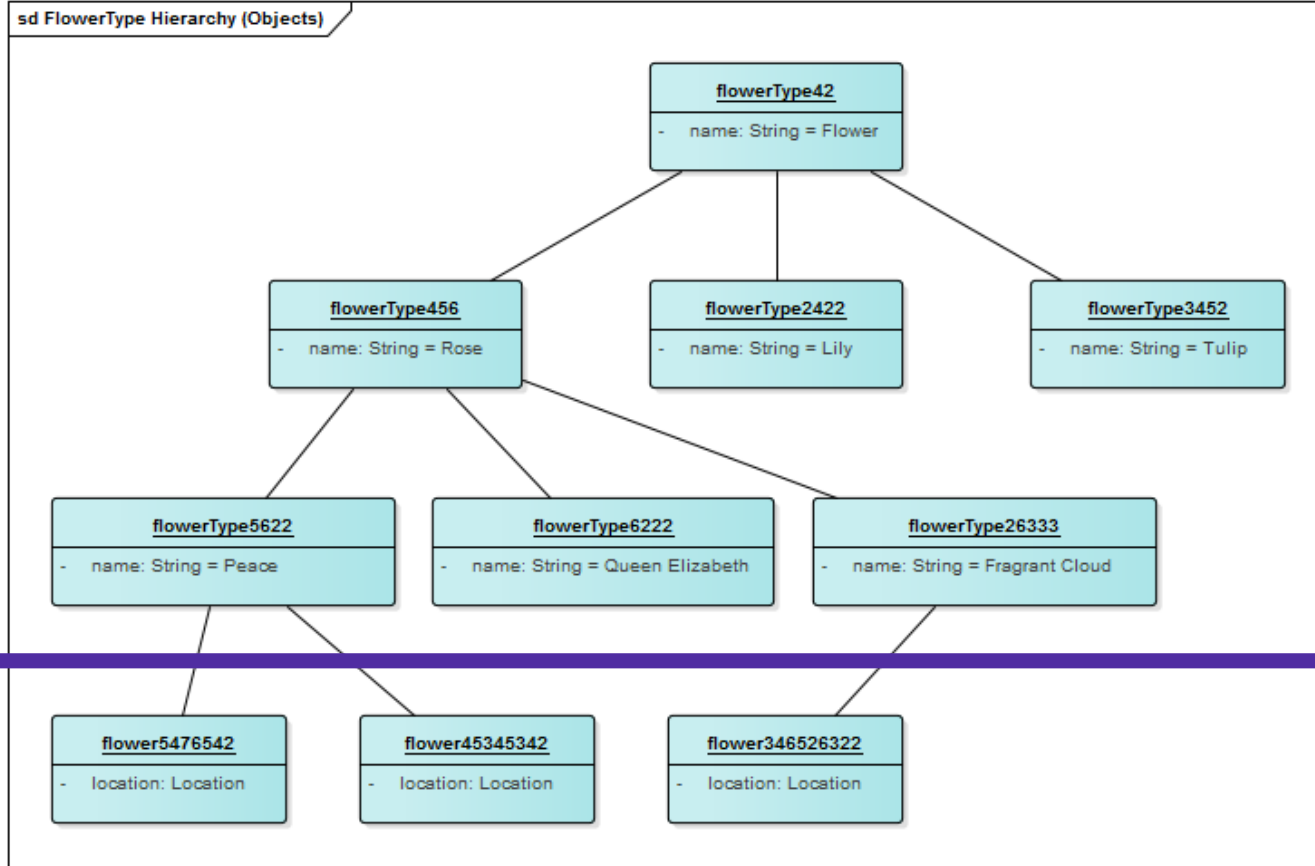 sd FlowerType Hierarchy (Objects)
flowerType42
- name: String = Flower
flowerType456
- name: String = Rose
flowerType2422
- name: String = Lily
flowerType3452
- name: String = Tulip
flowerType5622
- name: String = Peace
flowerType6222
- name: String = Queen Elizabeth
flowerType26333
- name: String = Fragrant Cloud
flower5476542
- location: Location
flower45345342
- location: Location
flower346526322
- location: Location